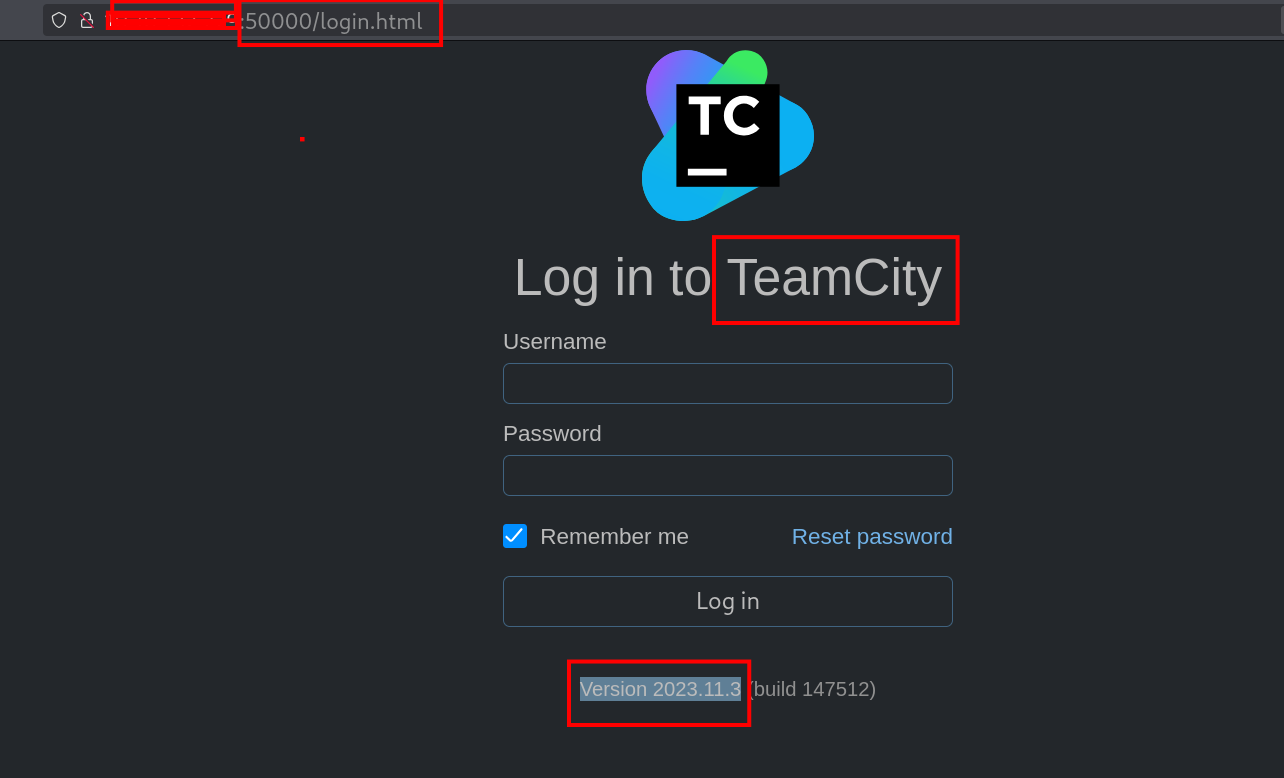 :50000/login.html
TC
Log in to TeamCity
Username
Password
Remember me Reset password
Log in
Version 2023.11.3 (build 147512)